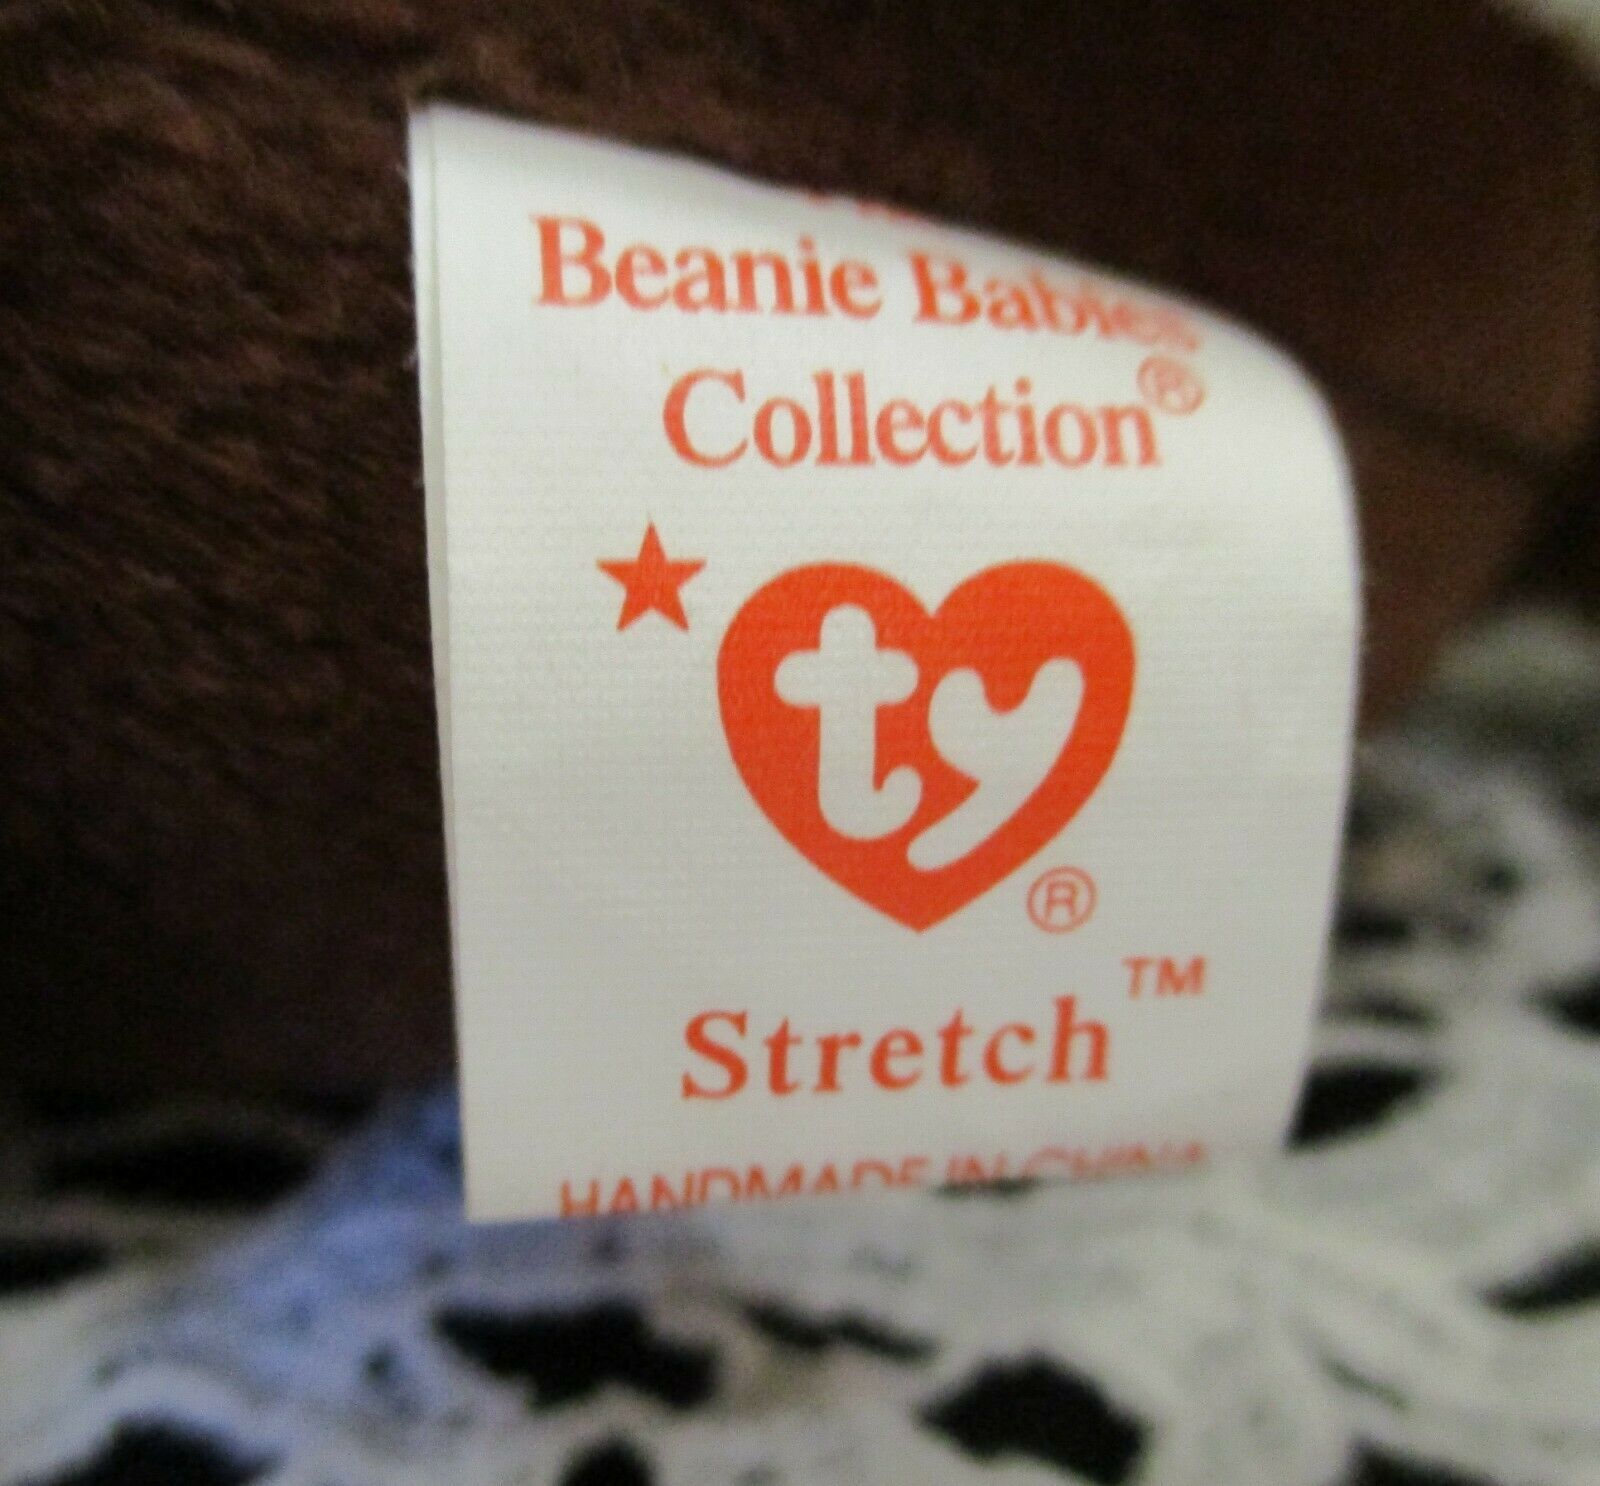 Beanie Babies
Collection®
ty
®
Stretch™
HANDMADE IN CHINA